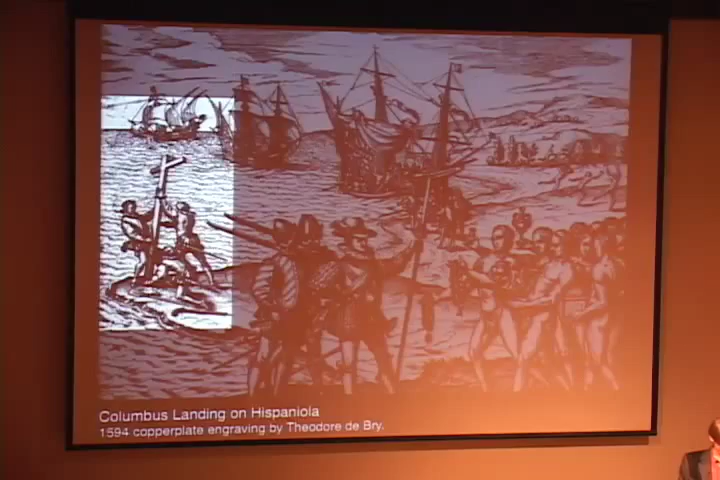 Columbus Landing on Hispaniola
1594 copperplate engraving by Theodore de Bry.